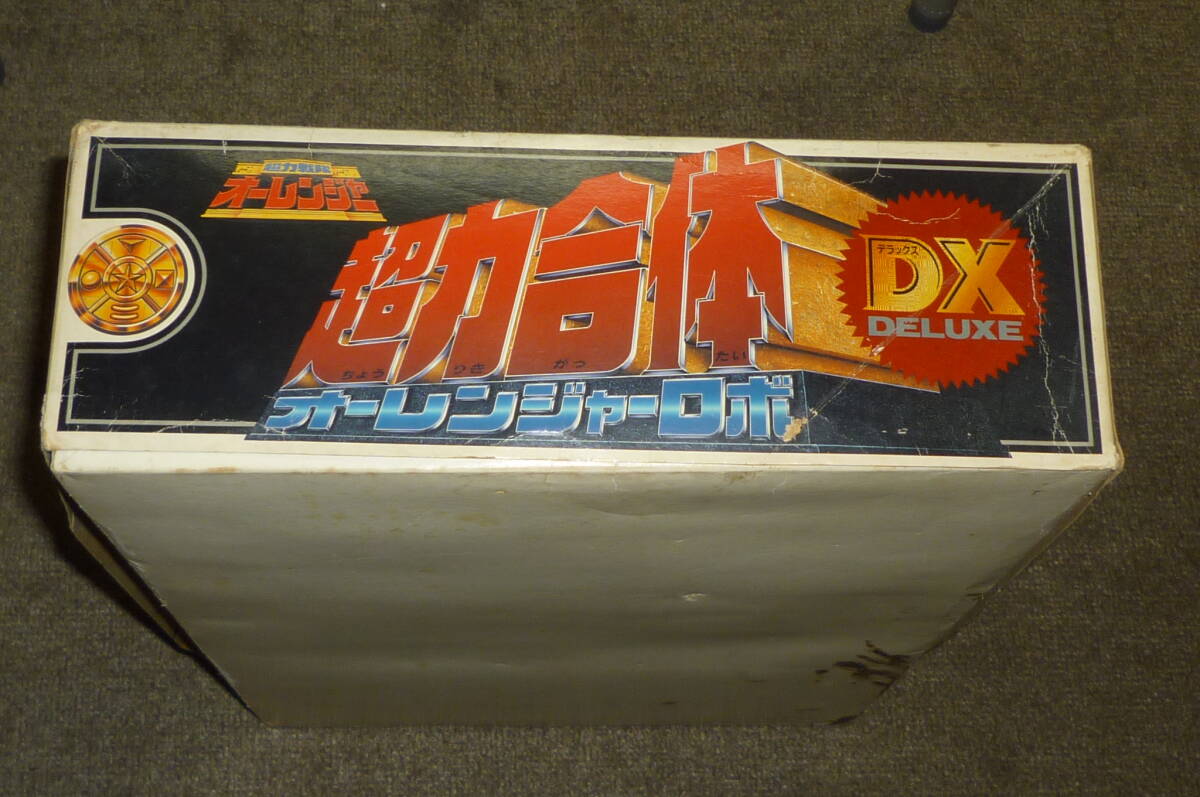 超力戦隊
オーレンジャー
超力合体
ちょう りき がっ たい
オーレンジャーロボ
デラックス
DX
DELUXE